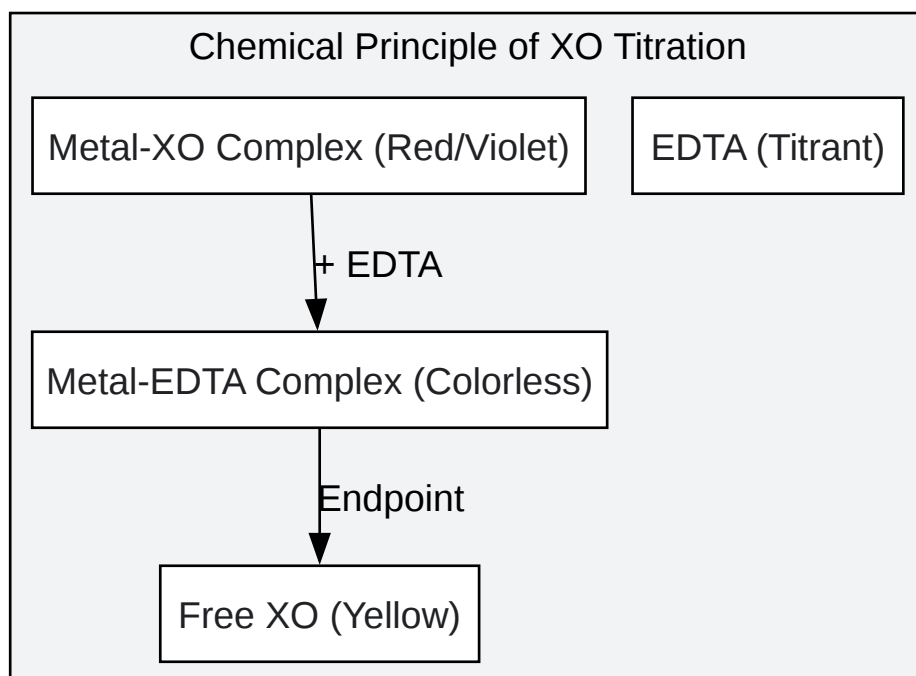 Chemical Principle of XO Titration
Metal-XO Complex (Red/Violet)
EDTA (Titrant)
+ EDTA
Metal-EDTA Complex (Colorless)
Endpoint
Free XO (Yellow)